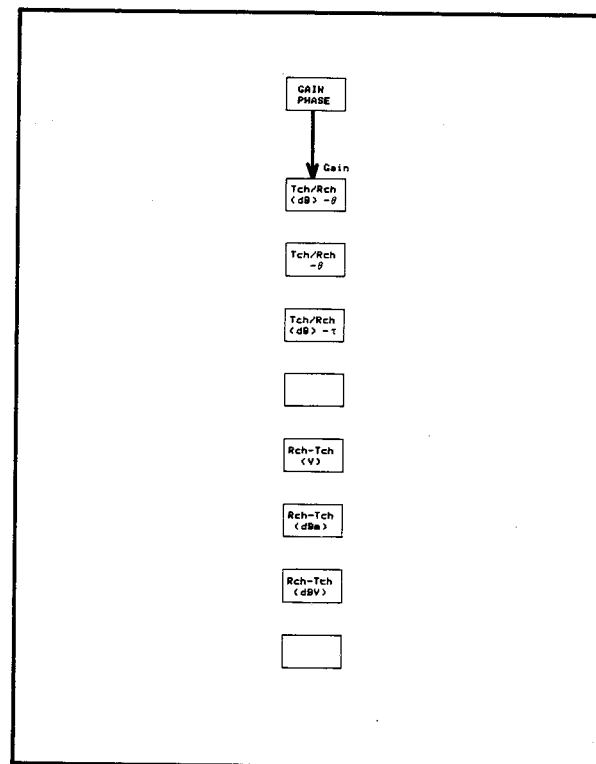 GAIN
PHASE
Gain
Tch/Rch
(dB) -θ
Tch/Rch
-θ
Tch/Rch
(dB) -τ
Rch-Tch
(V)
Rch-Tch
(dBm)
Rch-Tch
(dBV)